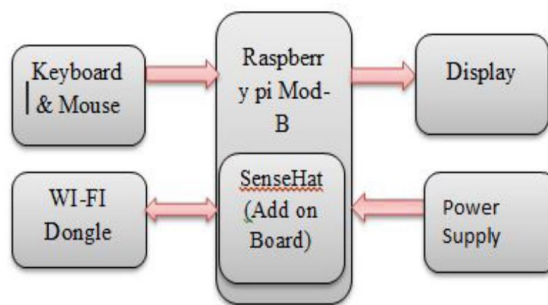 Keyboard
& Mouse
Raspberr
y pi Mod-
B
Display
WI-FI
Dongle
SenseHat
(Add on
Board)
Power
Supply